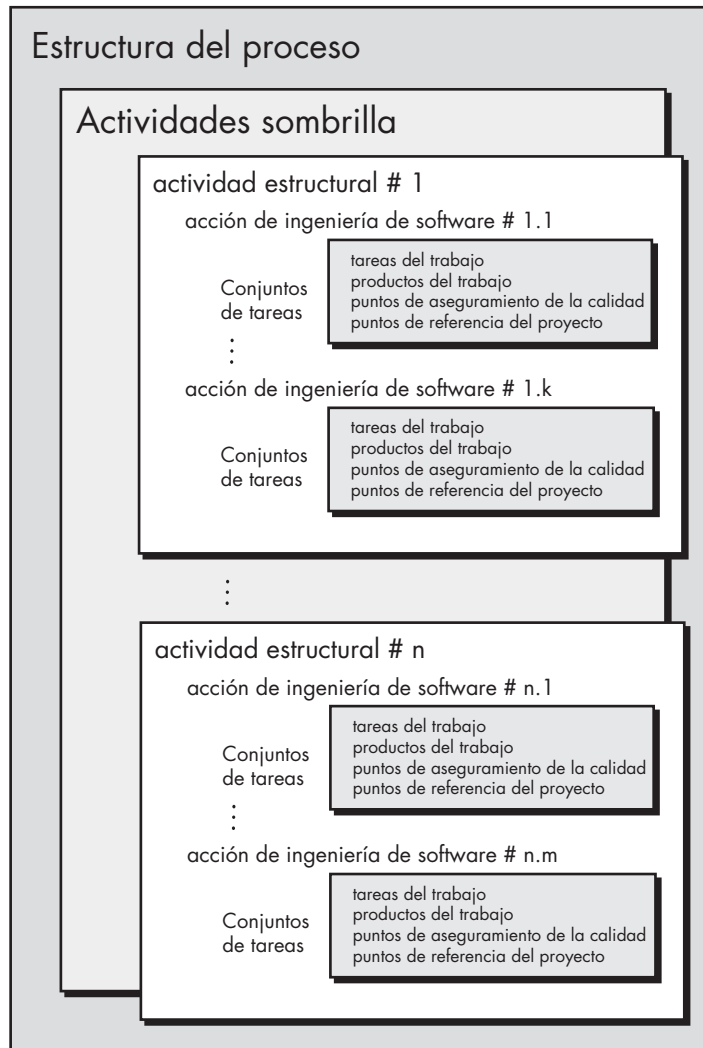 Estructura del proceso
Actividades sombrilla
actividad estructural # 1
acción de ingeniería de software # 1.1
Conjuntos
de tareas
tareas del trabajo
productos del trabajo
puntos de aseguramiento de la calidad
puntos de referencia del proyecto
acción de ingeniería de software # 1.k
Conjuntos
de tareas
tareas del trabajo
productos del trabajo
puntos de aseguramiento de la calidad
puntos de referencia del proyecto
actividad estructural # n
acción de ingeniería de software # n.1
Conjuntos
de tareas
tareas del trabajo
productos del trabajo
puntos de aseguramiento de la calidad
puntos de referencia del proyecto
acción de ingeniería de software # n.m
Conjuntos
de tareas
tareas del trabajo
productos del trabajo
puntos de aseguramiento de la calidad
puntos de referencia del proyecto